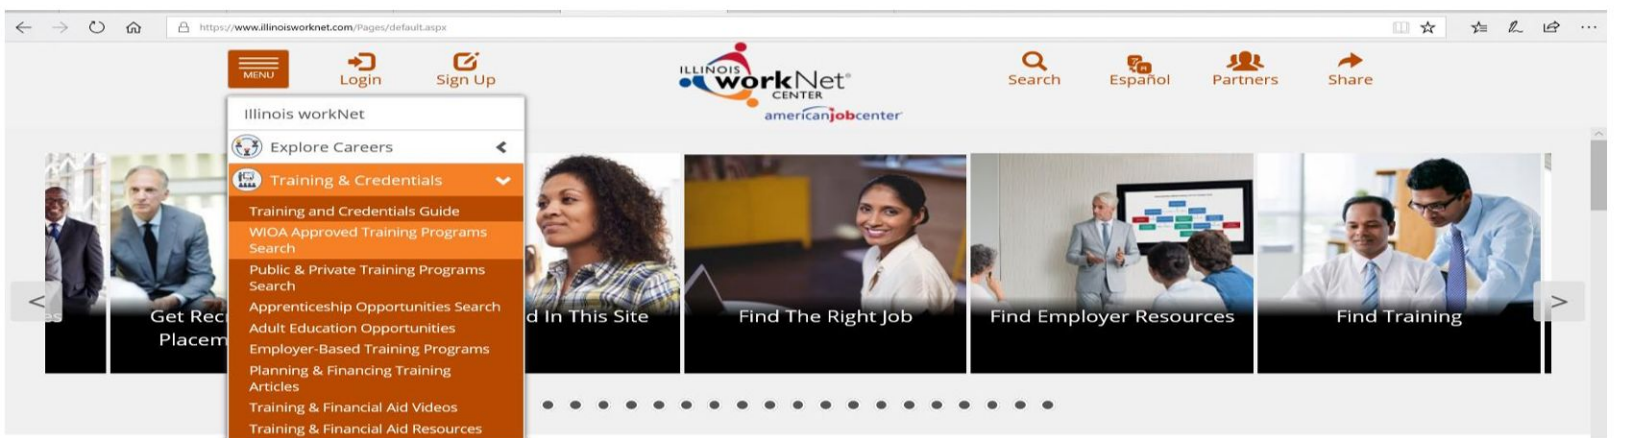 https://www.illinoisworknet.com/Pages/default.aspx
MENU
Login
Sign Up
ILLINOIS
workNet®
CENTER
americanjobcenter
Search
Español
Partners
Share
Illinois workNet
Explore Careers
Training & Credentials
Training and Credentials Guide
WIOA Approved Training Programs
Search
Public & Private Training Programs
Search
Apprenticeship Opportunities Search
Adult Education Opportunities
Employer-Based Training Programs
Planning & Financing Training
Articles
Training & Financial Aid Videos
Training & Financial Aid Resources
Get Rec
Placem
d In This Site
Find The Right Job
Find Employer Resources
Find Training